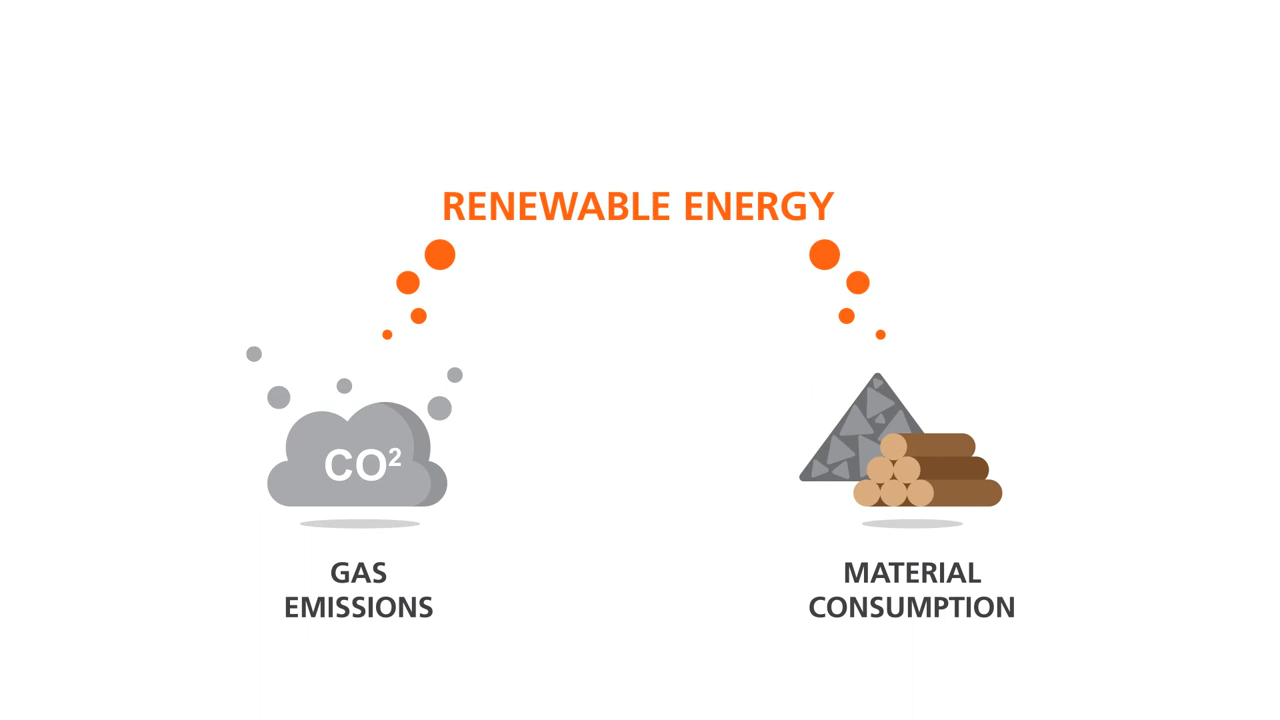 RENEWABLE ENERGY
CO²
GAS
EMISSIONS
MATERIAL
CONSUMPTION